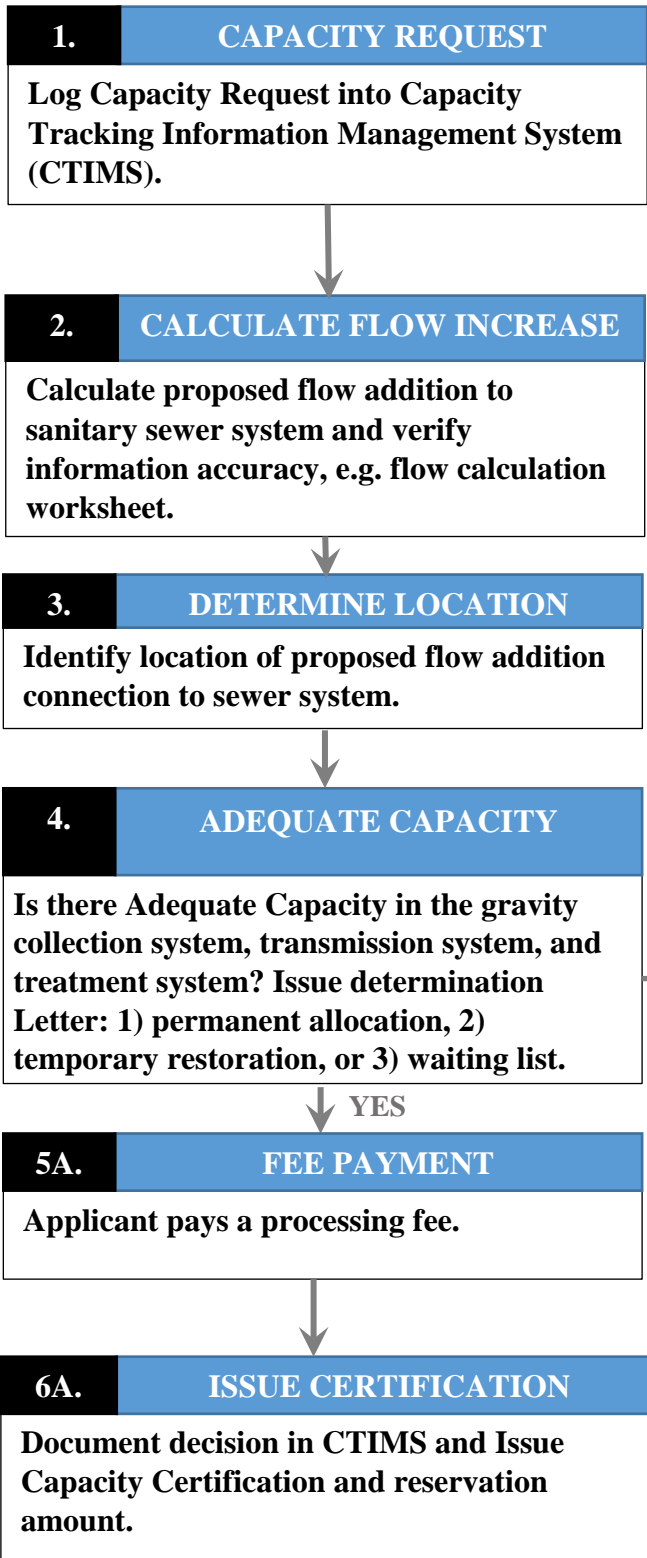 1. CAPACITY REQUEST
Log Capacity Request into Capacity
Tracking Information Management System
(CTIMS).
2. CALCULATE FLOW INCREASE
Calculate proposed flow addition to
sanitary sewer system and verify
information accuracy, e.g. flow calculation
worksheet.
3. DETERMINE LOCATION
Identify location of proposed flow addition
connection to sewer system.
4. ADEQUATE CAPACITY
Is there Adequate Capacity in the gravity
collection system, transmission system, and
treatment system? Issue determination
Letter: 1) permanent allocation, 2)
temporary restoration, or 3) waiting list.
YES
5A. FEE PAYMENT
Applicant pays a processing fee.
6A. ISSUE CERTIFICATION
Document decision in CTIMS and Issue
Capacity Certification and reservation
amount.